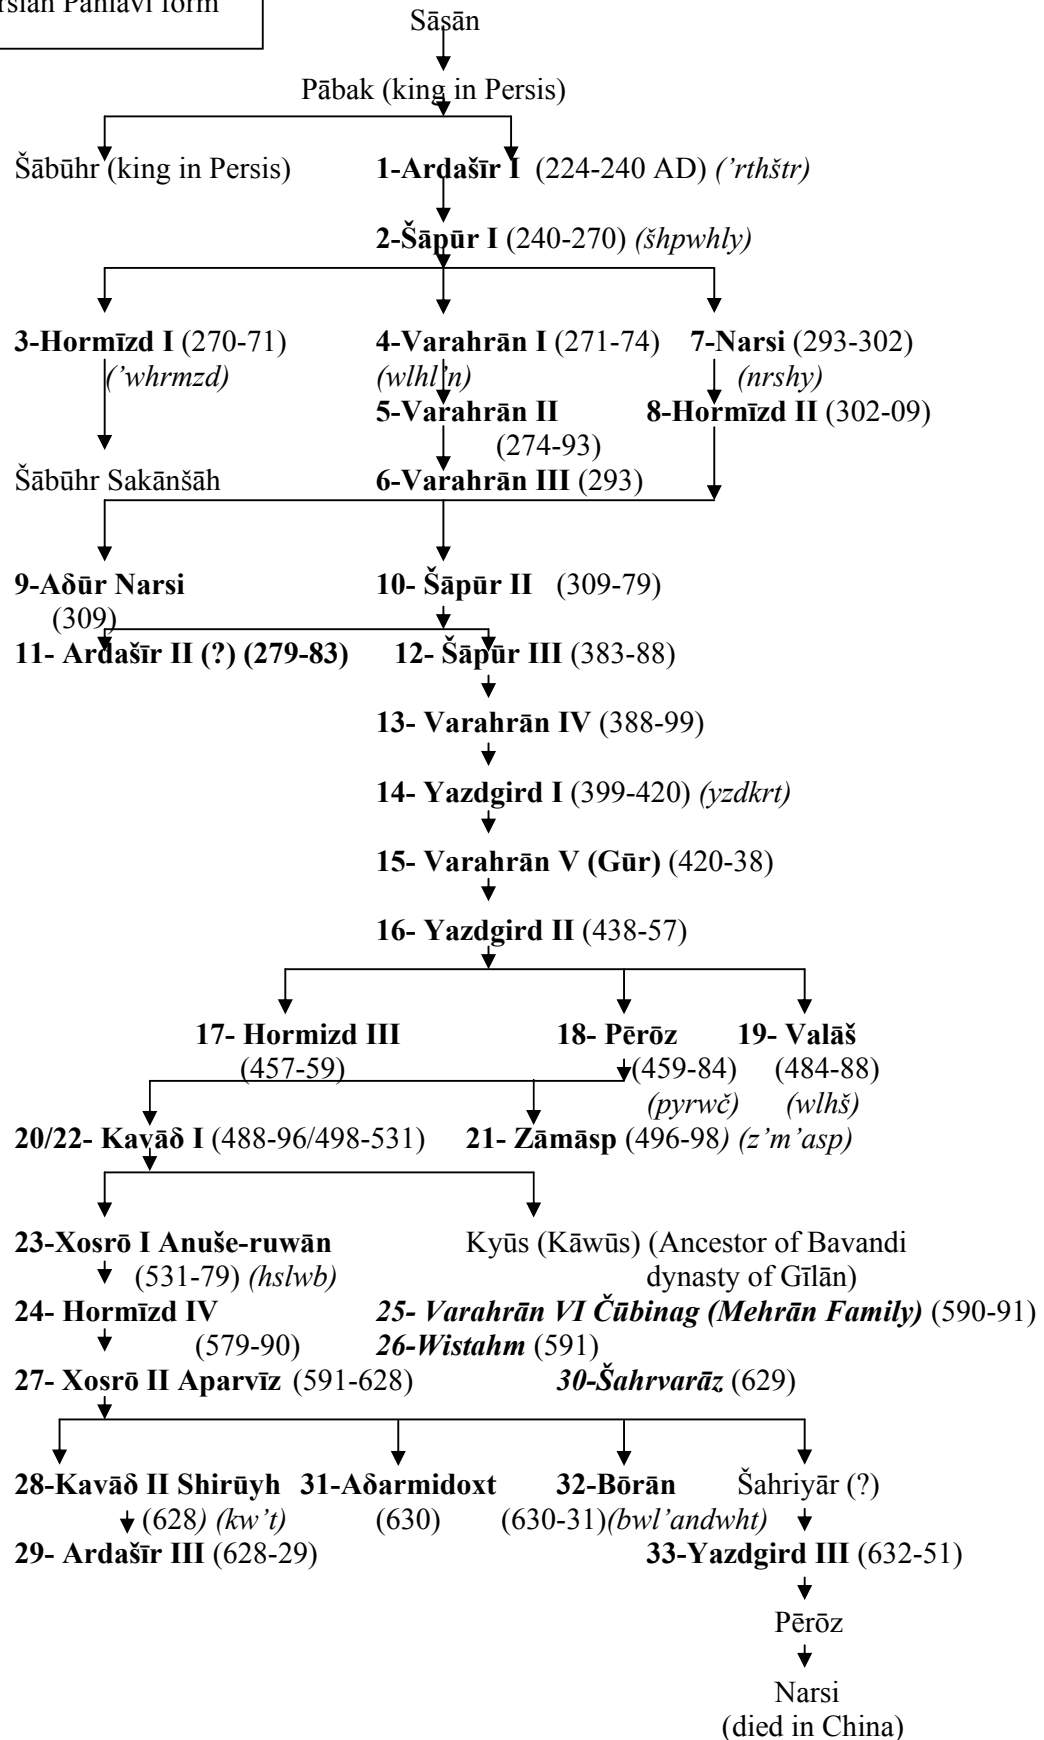 Pahlavi form
Sāsān
Pābak (king in Persis)
Šābūhr (king in Persis) 1-Ardašīr I (224-240 AD) (’rthštr)
2-Šāpūr I (240-270) (šhpwhly)
3-Hormīzd I (270-71) 4-Varahrān I (271-74) 7-Narsi (293-302)
(’whrmzd) (wlhl’n) (nrshy)
5-Varahrān II 8-Hormīzd II (302-09)
(274-93)
Šābūhr Sakānšāh 6-Varahrān III (293)
9-Aδūr Narsi 10- Šāpūr II (309-79)
(309)
11- Ardašīr II (?) (279-83) 12- Šāpūr III (383-88)
13- Varahrān IV (388-99)
14- Yazdgird I (399-420) (yzdkrt)
15- Varahrān V (Gūr) (420-38)
16- Yazdgird II (438-57)
17- Hormizd III 18- Pērōz 19- Valāš
(457-59) (459-84) (484-88)
(pyrwč) (wlhš)
20/22- Kavāδ I (488-96/498-531) 21- Zāmāsp (496-98) (z’m’asp)
23-Xosrō I Anuše-ruwān Kyūs (Kāwūs) (Ancestor of Bavandi
(531-79) (hslwb) dynasty of Gīlān)
24- Hormīzd IV 25- Varahrān VI Čūbinag (Mehrān Family) (590-91)
(579-90) 26-Wistahm (591)
27- Xosrō II Aparvīz (591-628) 30-Šahrvarāz (629)
28-Kavāδ II Shirūyh 31-Aδarmidoxt 32-Bōrān Šahriyār (?)
(628) (kw’t) (630) (630-31)(bwl’andwht)
29- Ardašīr III (628-29) 33-Yazdgird III (632-51)
Pērōz
Narsi
(died in China)